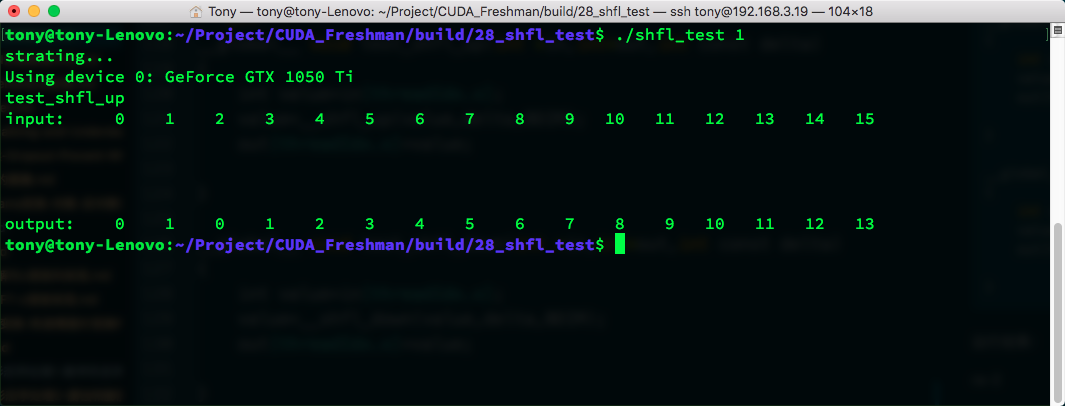 Tony — tony@tony-Lenovo: ~/Project/CUDA_Freshman/build/28_shfl_test — ssh tony@192.168.3.19 — 104×18
[tony@tony-Lenovo:~/Project/CUDA_Freshman/build/28_shfl_test$ ./shfl_test 1 ]
strating...
Using device 0: GeForce GTX 1050 Ti
test_shfl_up
input: 0 1 2 3 4 5 6 7 8 9 10 11 12 13 14 15
output: 0 1 0 1 2 3 4 5 6 7 8 9 10 11 12 13
tony@tony-Lenovo:~/Project/CUDA_Freshman/build/28_shfl_test$